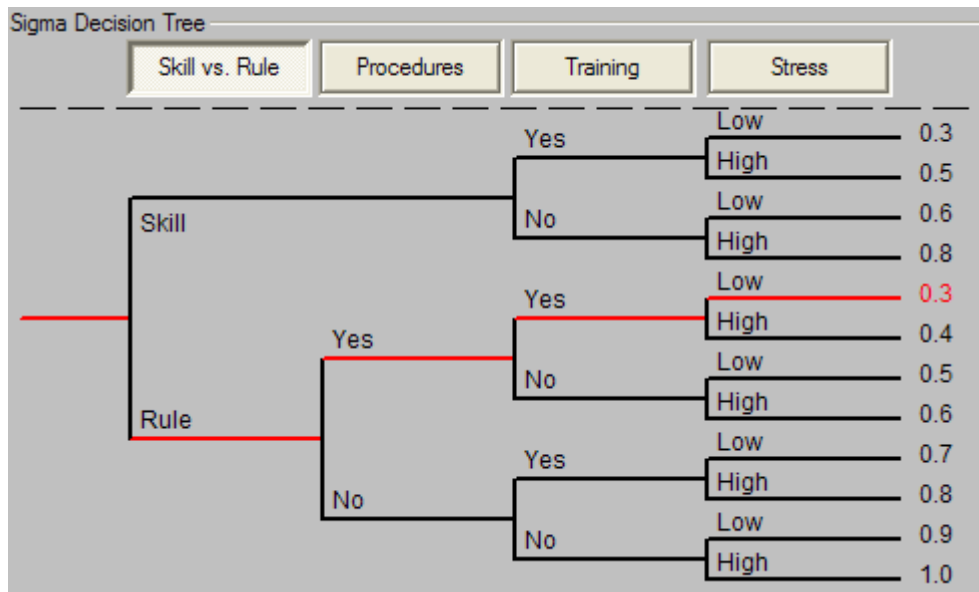 Sigma Decision Tree
Skill vs. Rule Procedures Training Stress
Low 0.3
Yes
High 0.5
Skill
Low 0.6
No
High 0.8
Low 0.3
Yes
High 0.4
Yes
Low 0.5
No
High 0.6
Rule
Low 0.7
Yes
High 0.8
No
Low 0.9
No
High 1.0